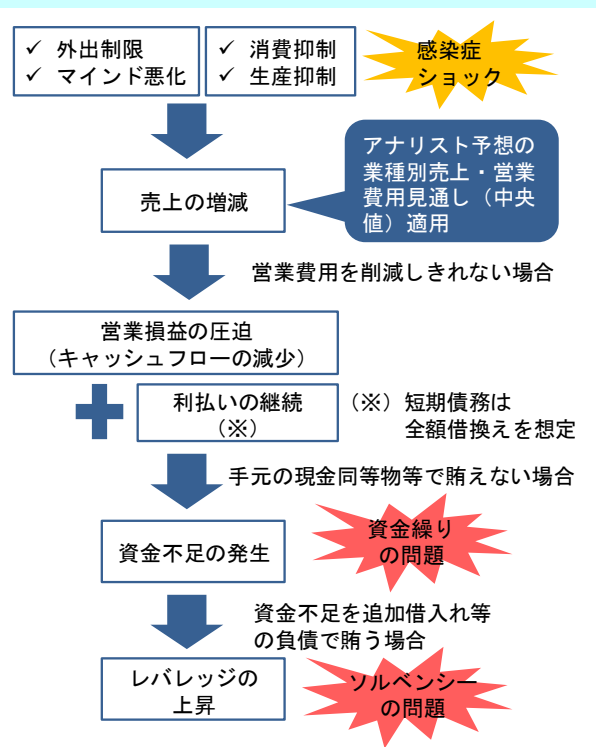 ✓ 外出制限
✓ マインド悪化
✓ 消費抑制
✓ 生産抑制
感染症
ショック
アナリスト予想の
業種別売上・営業
費用見通し（中央
値）適用
売上の増減
営業費用を削減しきれない場合
営業損益の圧迫
（キャッシュフローの減少）
利払いの継続
（※）
（※）短期債務は
全額借換えを想定
手元の現金同等物等で賄えない場合
資金不足の発生
資金繰り
の問題
資金不足を追加借入れ等
の負債で賄う場合
レバレッジの
上昇
ソルベンシー
の問題